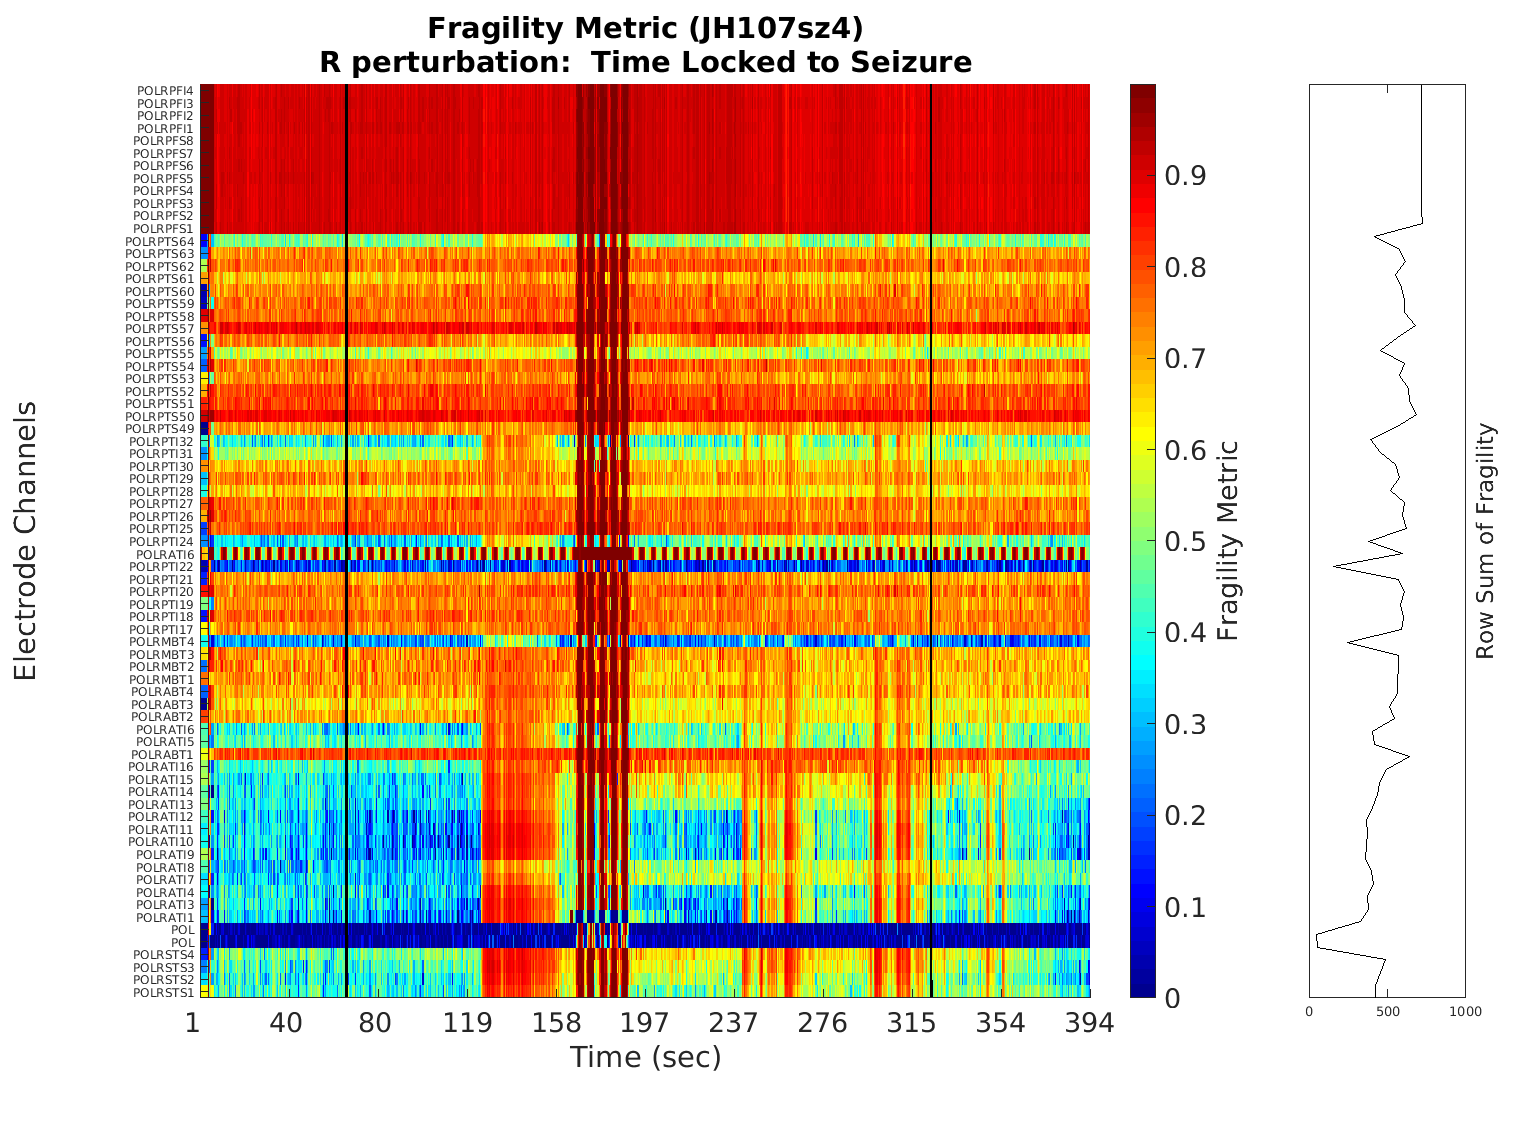 Fragility Metric (JH107sz4)
R perturbation:  Time Locked to Seizure
Electrode Channels
POLRPFI4
POLRPFI3
POLRPFI2
POLRPFI1
POLRPFS8
POLRPFS7
POLRPFS6
POLRPFS5
POLRPFS4
POLRPFS3
POLRPFS2
POLRPFS1
POLRPTS64
POLRPTS63
POLRPTS62
POLRPTS61
POLRPTS60
POLRPTS59
POLRPTS58
POLRPTS57
POLRPTS56
POLRPTS55
POLRPTS54
POLRPTS53
POLRPTS52
POLRPTS51
POLRPTS50
POLRPTS49
POLRPTI32
POLRPTI31
POLRPTI30
POLRPTI29
POLRPTI28
POLRPTI27
POLRPTI26
POLRPTI25
POLRPTI24
POLRATI6
POLRPTI22
POLRPTI21
POLRPTI20
POLRPTI19
POLRPTI18
POLRPTI17
POLRMBT4
POLRMBT3
POLRMBT2
POLRMBT1
POLRABT4
POLRABT3
POLRABT2
POLRATI6
POLRATI5
POLRABT1
POLRATI16
POLRATI15
POLRATI14
POLRATI13
POLRATI12
POLRATI11
POLRATI10
POLRATI9
POLRATI8
POLRATI7
POLRATI4
POLRATI3
POLRATI1
POL
POL
POLRSTS4
POLRSTS3
POLRSTS2
POLRSTS1
1 40 80 119 158 197 237 276 315 354 394
Time (sec)
0.9
0.8
0.7
0.6
0.5
0.4
0.3
0.2
0.1
0
Fragility Metric
0 500 1000
Row Sum of Fragility